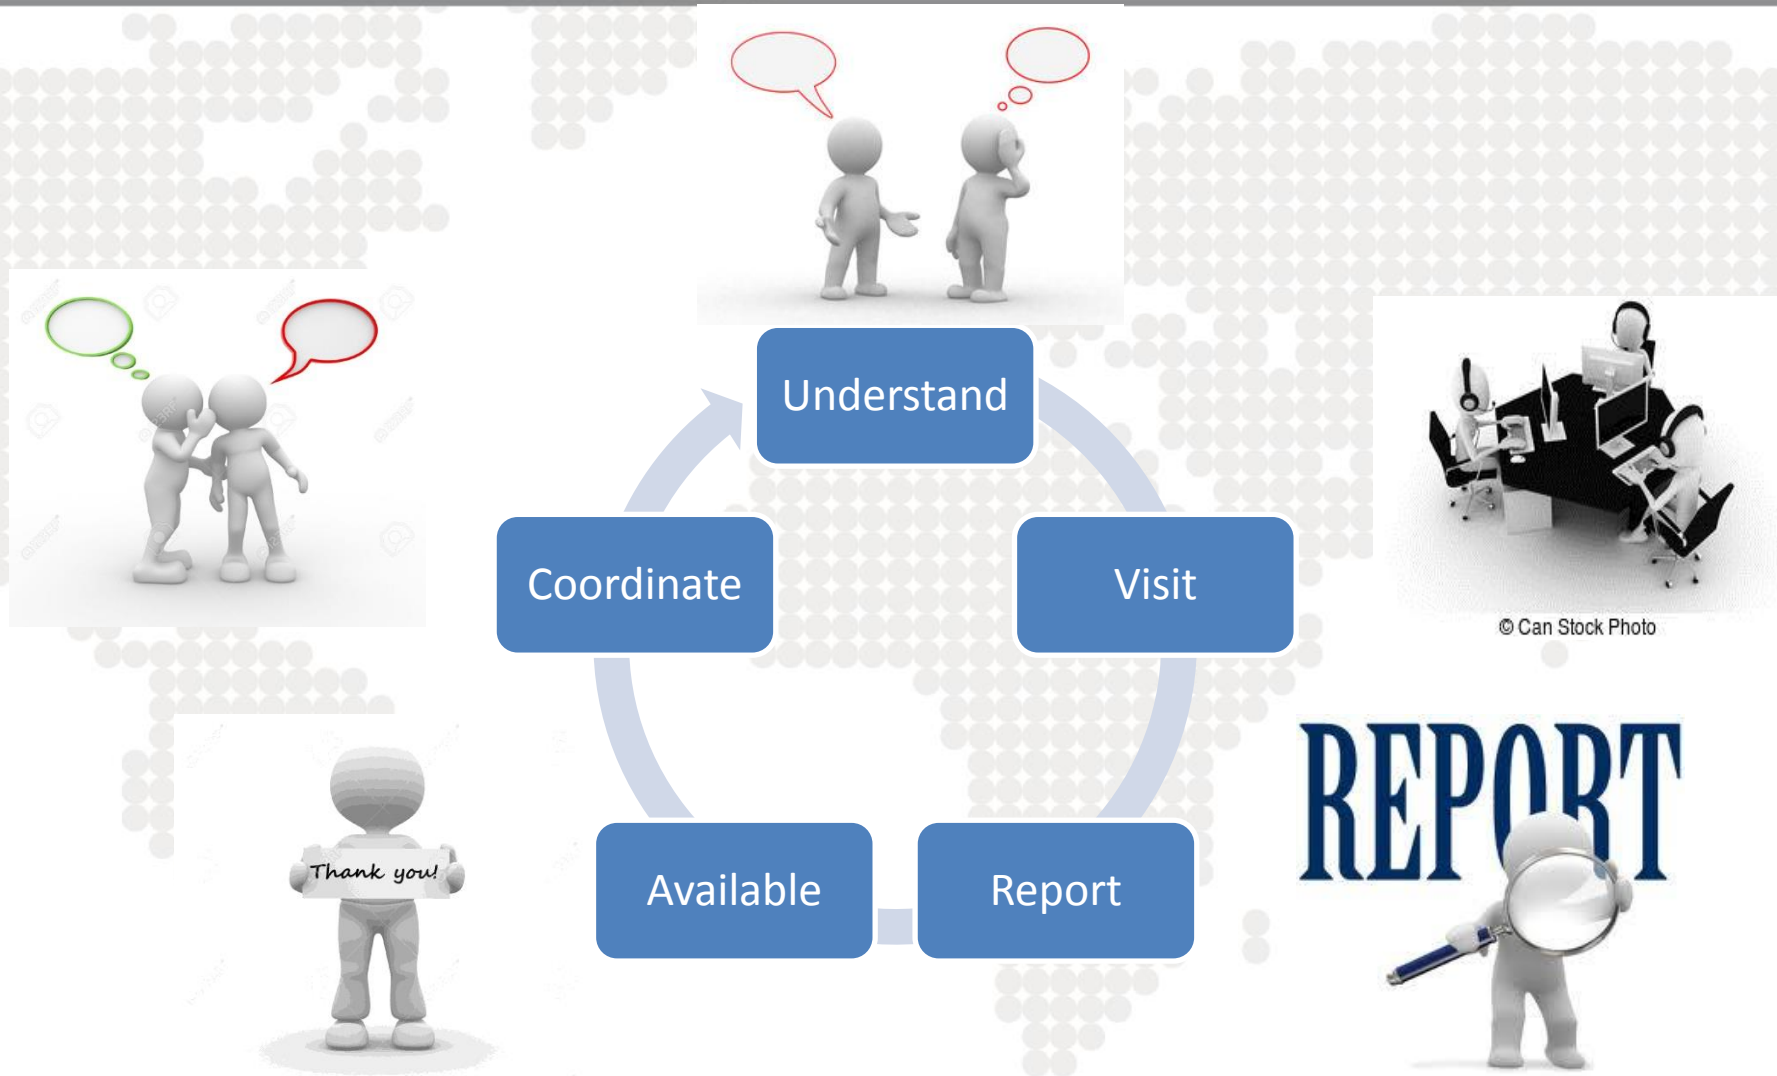 Understand
Coordinate
Visit
© Can Stock Photo
REPORT
Thank you!
Available
Report